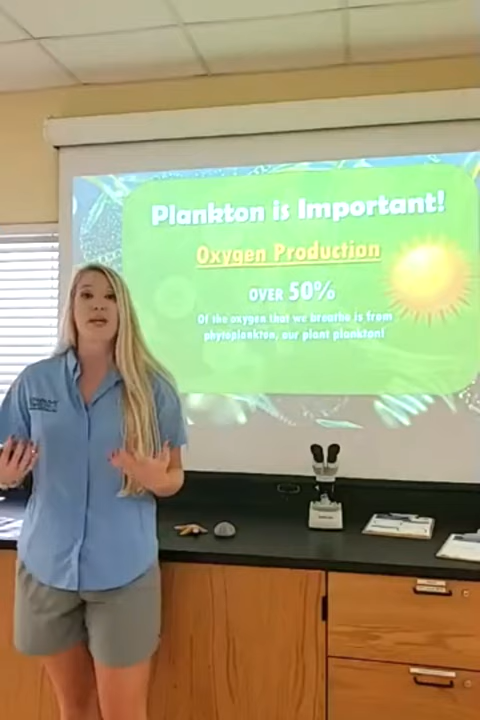 Plankton is Important!
Oxygen Production
OVER 50%
Of the oxygen that we breathe is from
phytoplankton, our plant plankton!